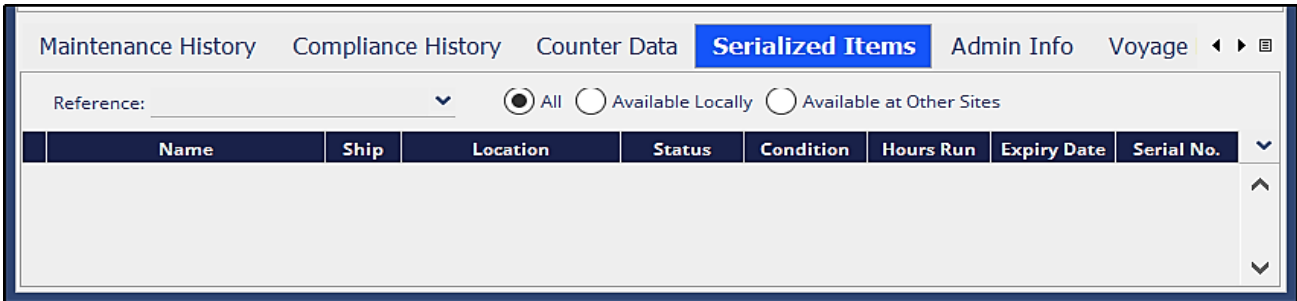 Maintenance History Compliance History Counter Data Serialized Items Admin Info Voyage
Reference: All Available Locally Available at Other Sites
Name Ship Location Status Condition Hours Run Expiry Date Serial No.